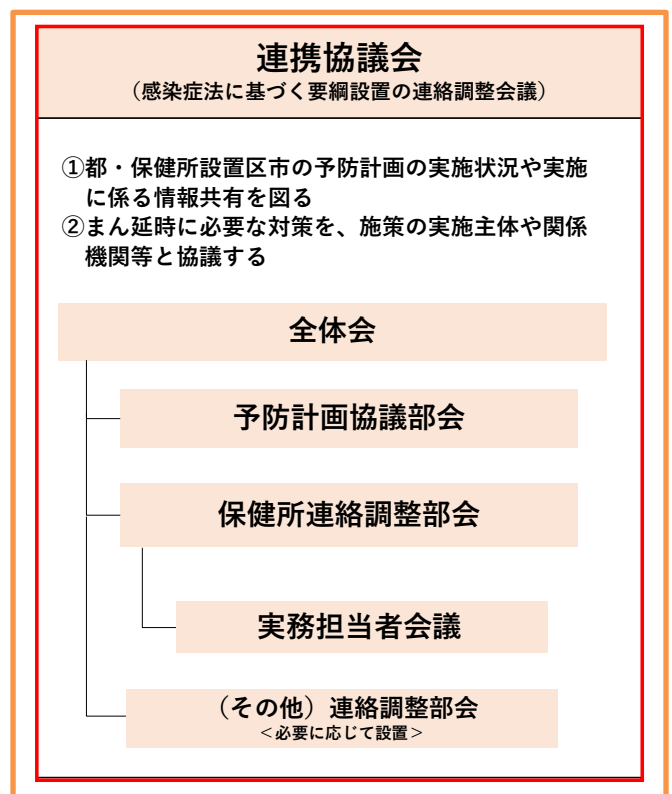 連携協議会
（感染症法に基づく要綱設置の連絡調整会議）
①都・保健所設置区市の予防計画の実施状況や実施
に係る情報共有を図る
②まん延時に必要な対策を、施策の実施主体や関係
機関等と協議する
全体会
予防計画協議部会
保健所連絡調整部会
実務担当者会議
（その他）連絡調整部会
＜必要に応じて設置＞